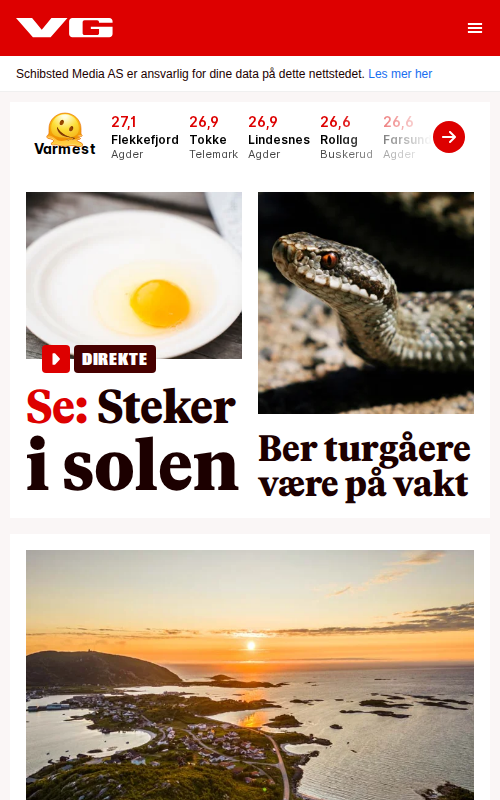 VG
Schibsted Media AS er ansvarlig for dine data på dette nettstedet. Les mer her
Varmest
27,1
Flekkefjord
Agder
26,9
Tokke
Telemark
26,9
Lindesnes
Agder
26,6
Rollag
Buskerud
26,6
Farsund
Agder
DIREKTE
Se: Steker
i solen
Ber turgåere
være på vakt